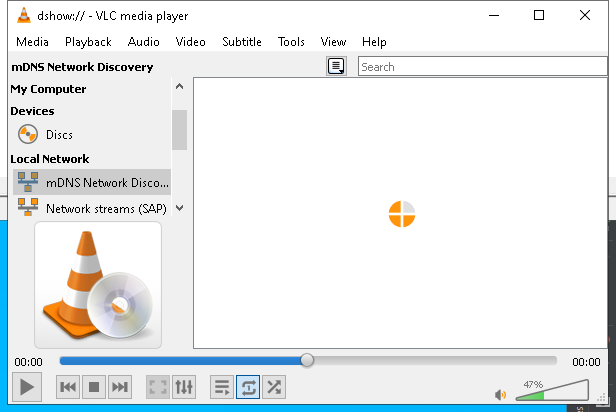 dshow:// - VLC media player
Media Playback Audio Video Subtitle Tools View Help
mDNS Network Discovery
Search
My Computer
Devices
Discs
Local Network
mDNS Network Disco...
Network streams (SAP)
00:00
00:00
47%